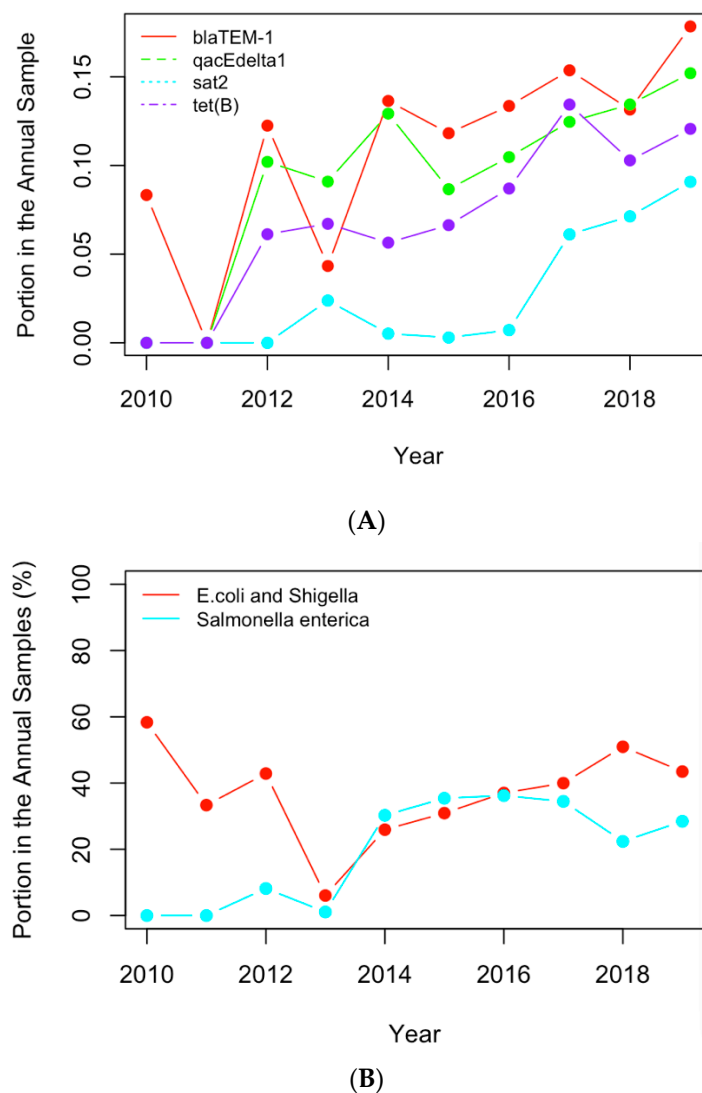 blaTEM-1
qacEdelta1
sat2
tet(B)
Portion in the Annual Sample
0.15
0.10
0.05
0.00
2010 2012 2014 2016 2018
Year
(A)
E.coli and Shigella
Salmonella enterica
Portion in the Annual Samples (%)
100
80
60
40
20
0
2010 2012 2014 2016 2018
Year
(B)